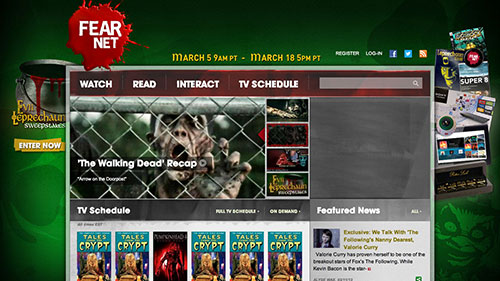 FEAR
NET
MARCH 5 9AM PT - MARCH 18 5PM PT
REGISTER LOG-IN
WATCH READ INTERACT TV SCHEDULE
SEARCH
EVIL
LEPRECHAUN
SWEEPSTAKES
ENTER NOW
'The Walking Dead' Recap
"Arrow on the Doorpost"
EVIL
LEPRECHAUN
SUPER 8
TV Schedule FULL TV SCHEDULE ON DEMAND
Featured News ALL
TALES
FROM THE
CRYPT
TALES
FROM THE
CRYPT
PUMPKINHEAD
TALES
FROM THE
CRYPT
TALES
FROM THE
CRYPT
TALES
FROM THE
CRYPT
Exclusive: We Talk With 'The
Following's Nanny Dearest,
Valorie Curry
Valorie Curry has proven herself to be one of the
breakout stars of Fox's The Following. While
Kevin Bacon is the star-